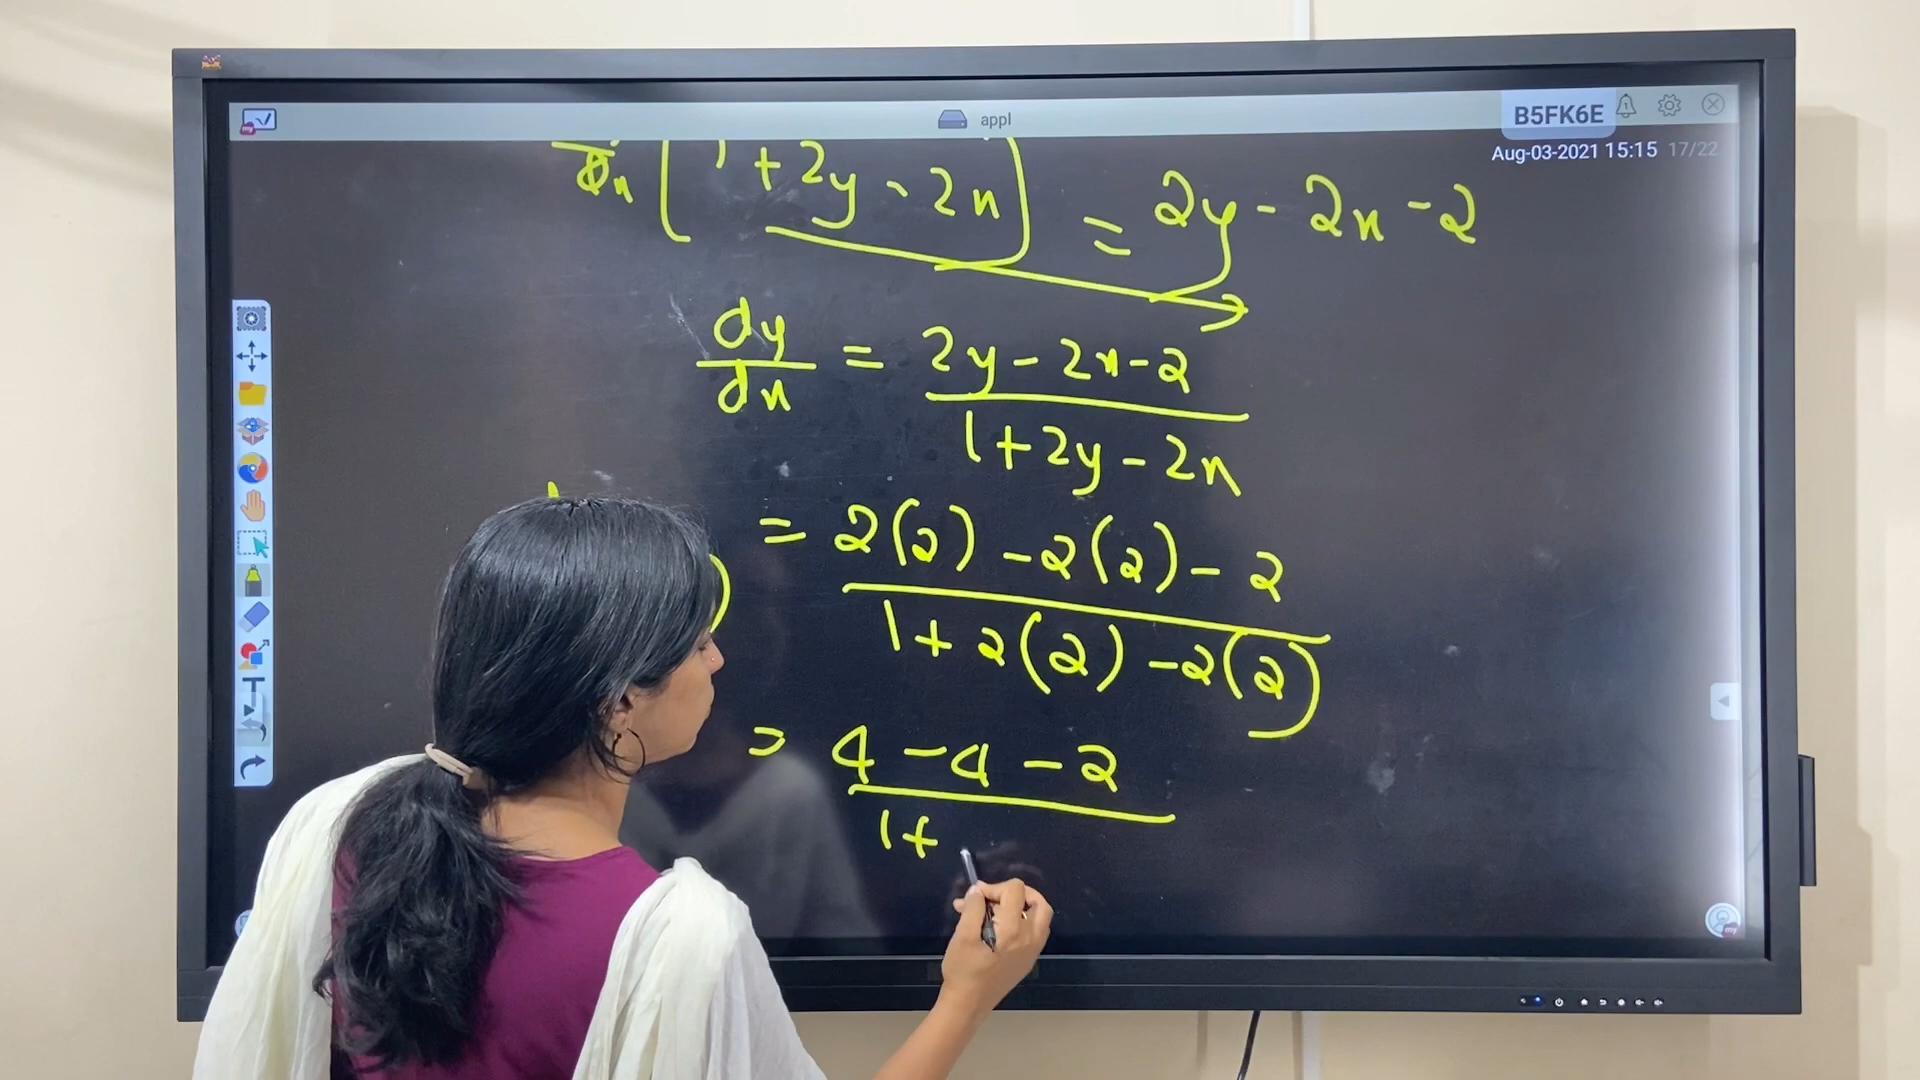 appl
B5FK6E
Aug-03-2021 15:15 17/22
[1 + 2y - 2x] = 2y - 2x - 2
dy/dx = (2y - 2x - 2)/(1 + 2y - 2x)
= (2(2) - 2(2) - 2)/(1 + 2(2) - 2(2))
= (4 - 4 - 2)/(1 +